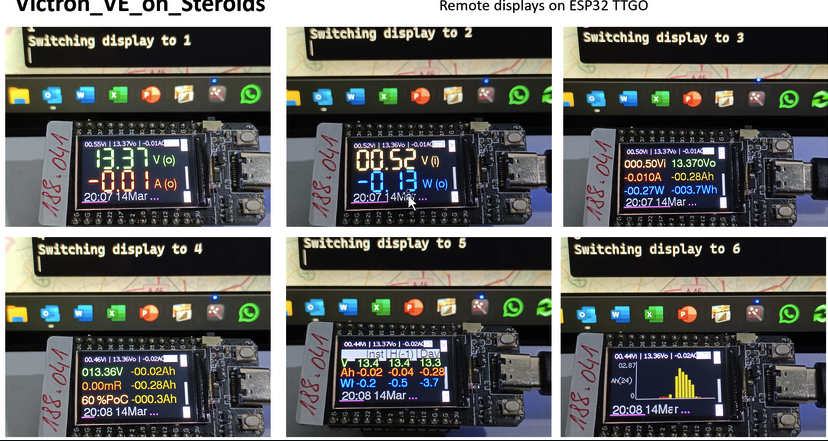 Victron_VE_on_Steroids
Remote displays on ESP32 TTGO
Switching display to 1
188.041
00.55Vi | 13.37Vo | -0.01A
13.37 V (o)
-0.01 A (o)
20:07 14Mar ...
Switching display to 2
188.041
00.52Vi | 13.36Vo | -0.01A
00.52 V (i)
-0.13 W (o)
20:07 14Mar ...
Switching display to 3
188.041
00.50Vi | 13.37Vo | -0.01A
000.50Vi 13.370Vo
-0.010A -00.28Ah
-00.27W -003.7Wh
20:07 14Mar ...
Switching display to 4
188.041
00.46Vi | 13.36Vo | -0.02A
013.36V -00.02Ah
0.00mR -00.28Ah
60 %PoC -000.3Ah
20:08 14Mar ...
Switching display to 5
188.041
00.44Vi | 13.37Vo | -0.02A
Inst H(-1) Day
V 13.4 13.4 13.3
Ah -0.02 -0.04 -0.28
W -0.2 -0.5 -3.7
20:08 14Mar ...
Switching display to 6
188.041
00.44Vi | 13.36Vo | -0.02A
02.87
Ah(24)
0
20:08 14Mar ...